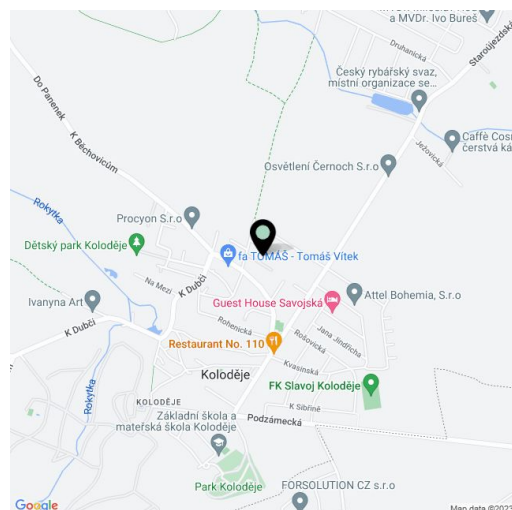 a MVDr. Ivo Bureš
Druhanická
Staroújezdská
Český rybářský svaz,
místní organizace se…
Do Panenek
K Běchovicům
Caffè Cos
čerstvá ká
Ježovická
Osvětlení Černoch S.r.o
Rokytka
Procyon S.r.o
Dětský park Koloděje
fa TOMÁŠ - Tomáš Vítek
K Dubči
Na Mezi
Ivanyna Art
Guest House Savojská
Attel Bohemia, S.r.o
K Dubči
Rohenická
Rošovická
Jana Jindřicha
Restaurant No. 110
Kvasinská
Koloděje
FK Slavoj Koloděje
Rokytka
KOLODĚJE
K Sibřině
Základní škola a
mateřská škola Koloděje
Podzámecká
Park Koloděje
FORSOLUTION CZ s.r.o
Google
Map data ©2023